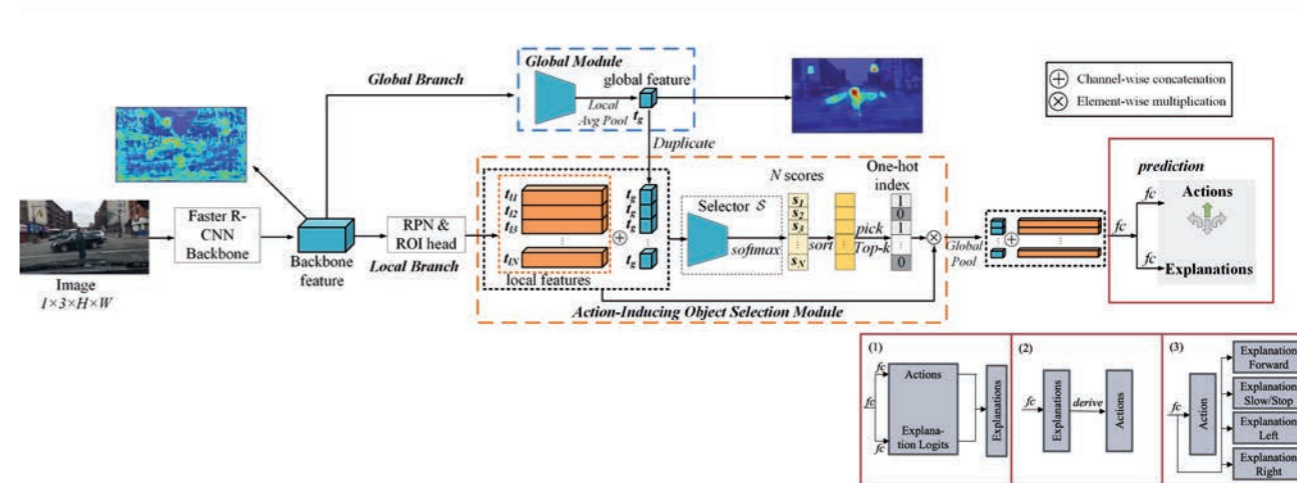 Global Branch
Global Module
global feature
Local
Avg Pool
t_g
Duplicate
⊕ Channel-wise concatenation
⊗ Element-wise multiplication
Image
1×3×H×W
Faster R-
CNN
Backbone
Backbone
feature
RPN &
ROI head
Local Branch
t_l1
t_l2
t_l3
t_lN
local features
t_g
t_g
t_g
t_g
Selector S
softmax
N scores
s_1
s_2
s_3
s_N
sort
pick
Top-k
One-hot
index
1
0
1
0
Action-Inducing Object Selection Module
Global
Pool
fc
prediction
fc
Actions
fc
Explanations
(1)
fc
fc
fc
Actions
Explana-
tion Logits
Explanations
(2)
fc
Explanations
derive
Actions
(3)
fc
Action
Explanation
Forward
Explanation
Slow/Stop
Explanation
Left
Explanation
Right